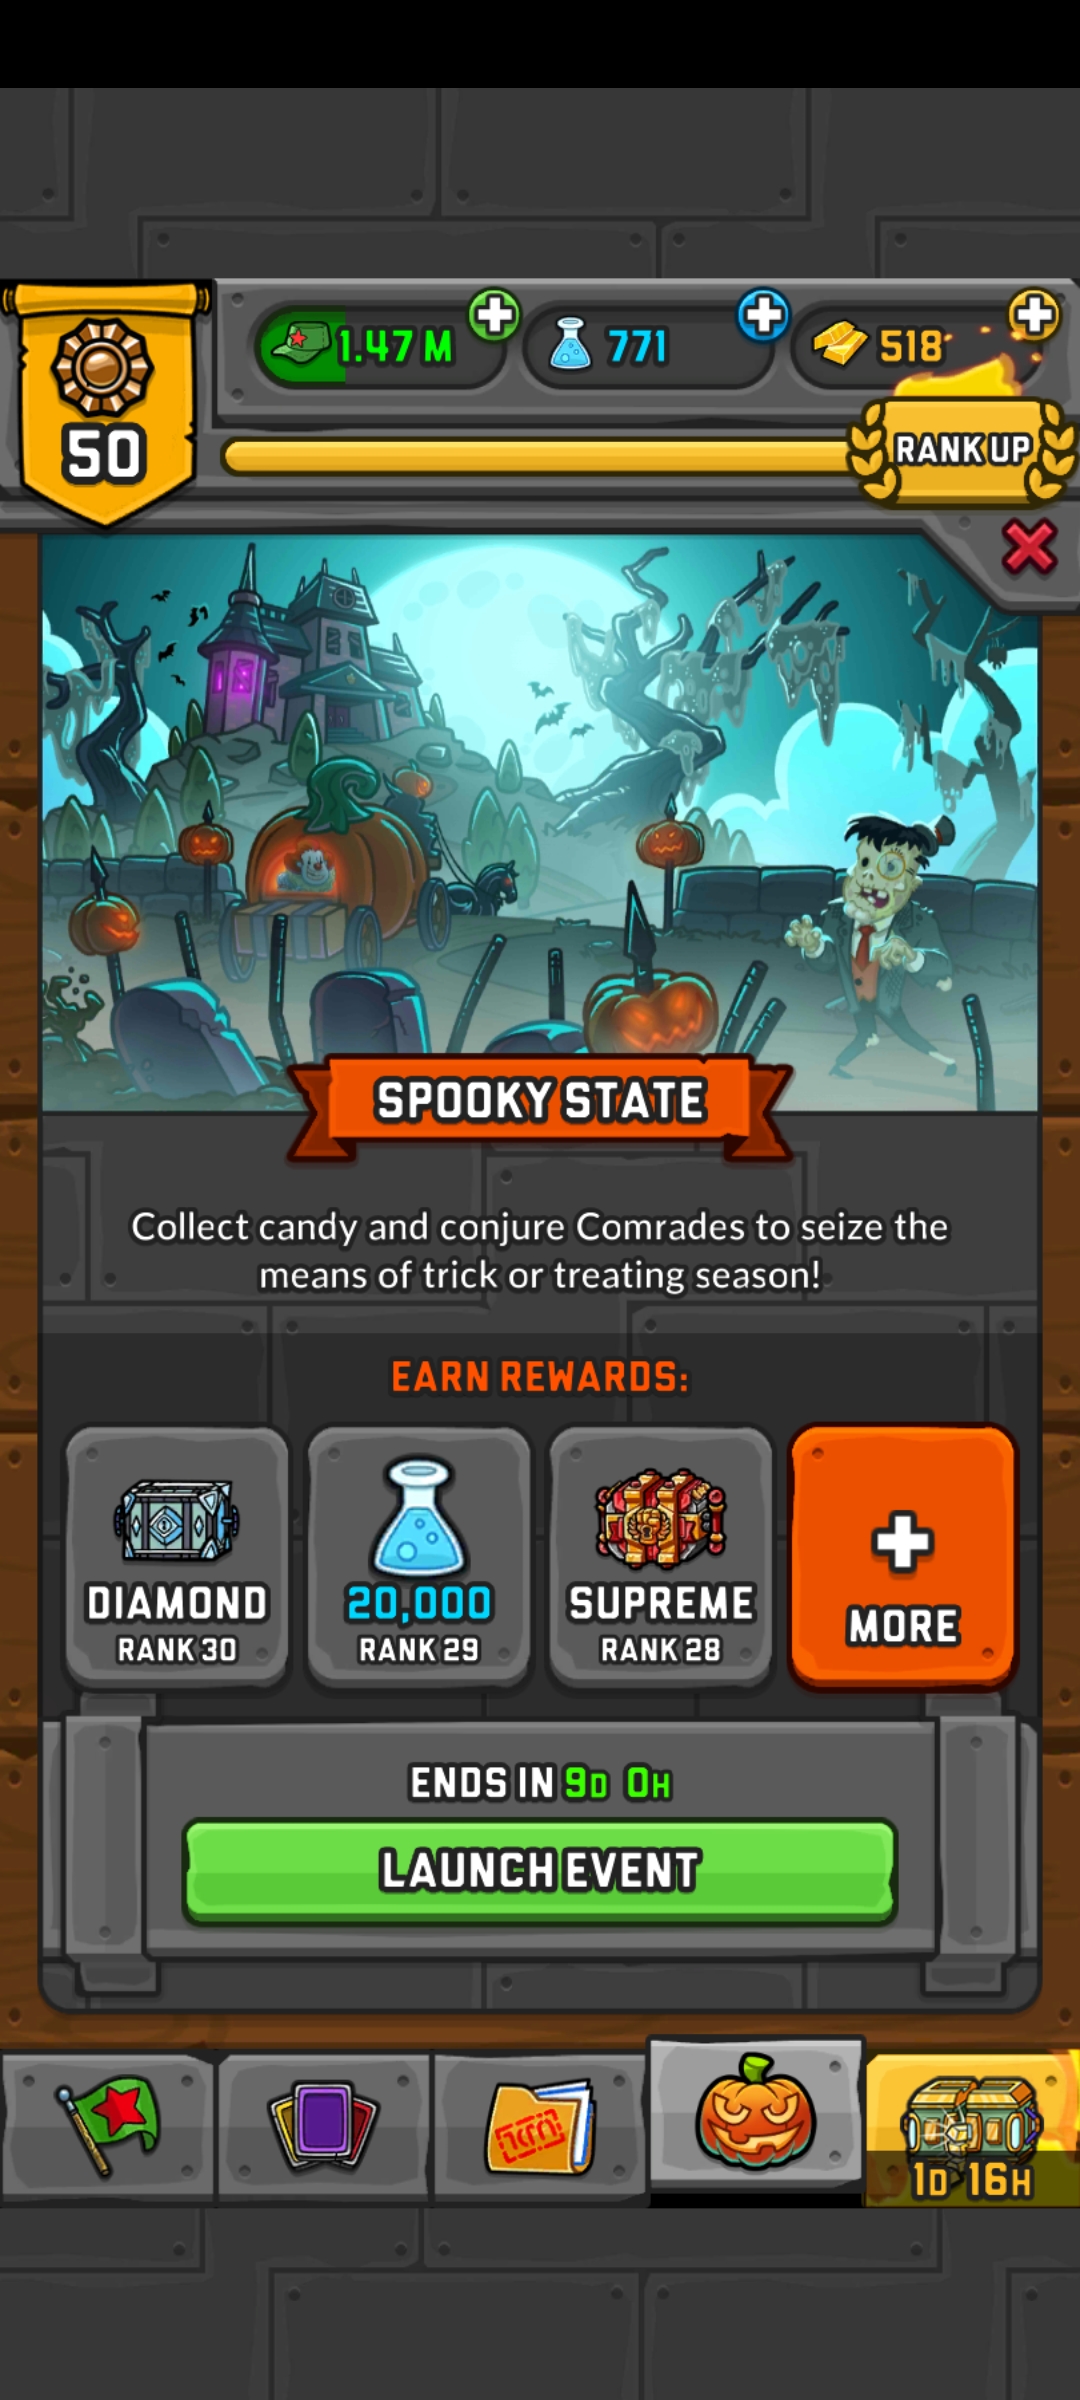 50
1.47 M
771
518
RANK UP
SPOOKY STATE
Collect candy and conjure Comrades to seize the
means of trick or treating season!
EARN REWARDS:
DIAMOND
RANK 30
20,000
RANK 29
SUPREME
RANK 28
MORE
ENDS IN 9D 0H
LAUNCH EVENT
1D 16H